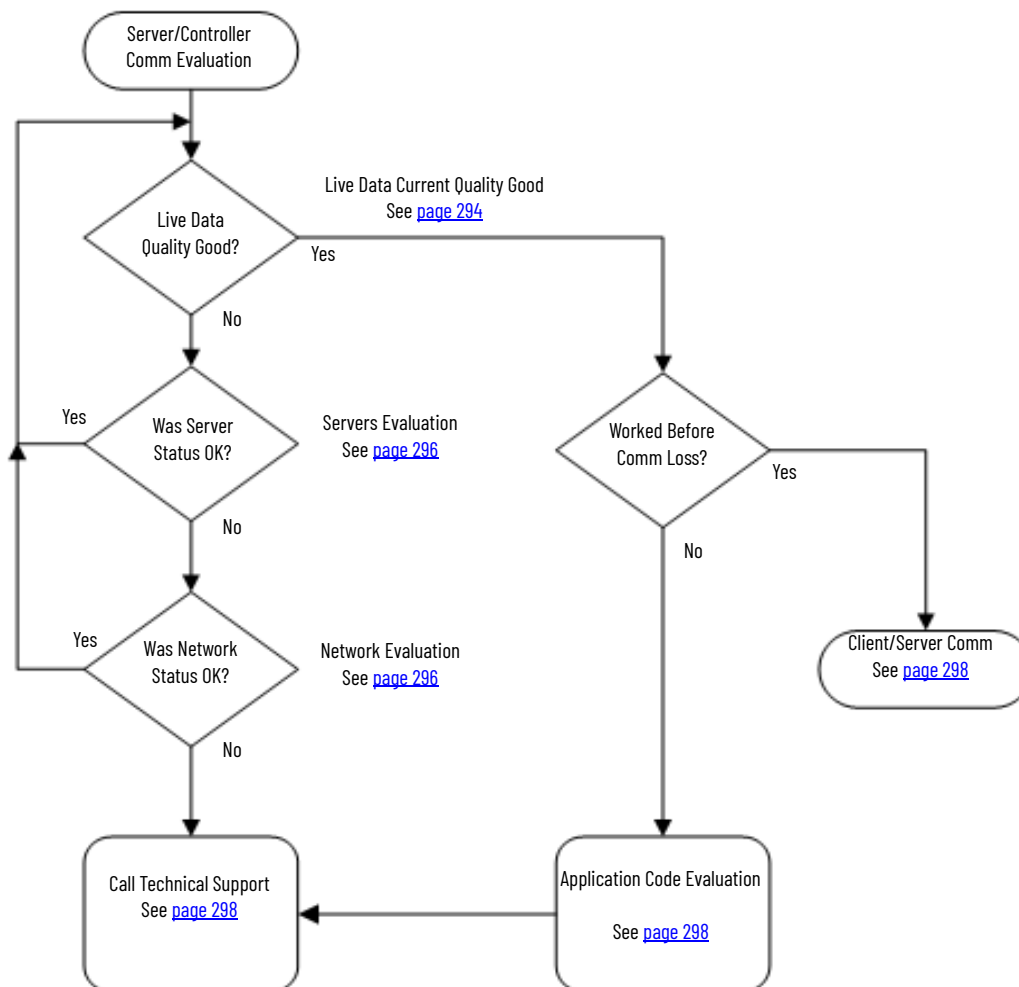 Server/Controller
Comm Evaluation
Live Data
Quality Good?
Live Data Current Quality Good
See page 294
Yes
No
Yes
Was Server
Status OK?
Servers Evaluation
See page 296
Worked Before
Comm Loss?
Yes
No
No
Yes
Was Network
Status OK?
Network Evaluation
See page 296
Client/Server Comm
See page 298
No
Call Technical Support
See page 298
Application Code Evaluation
See page 298